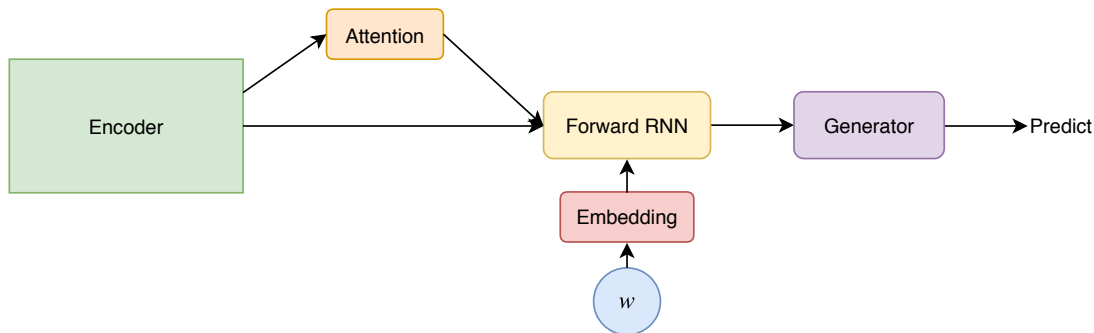 Attention
Encoder
Forward RNN
Generator
Predict
Embedding
w